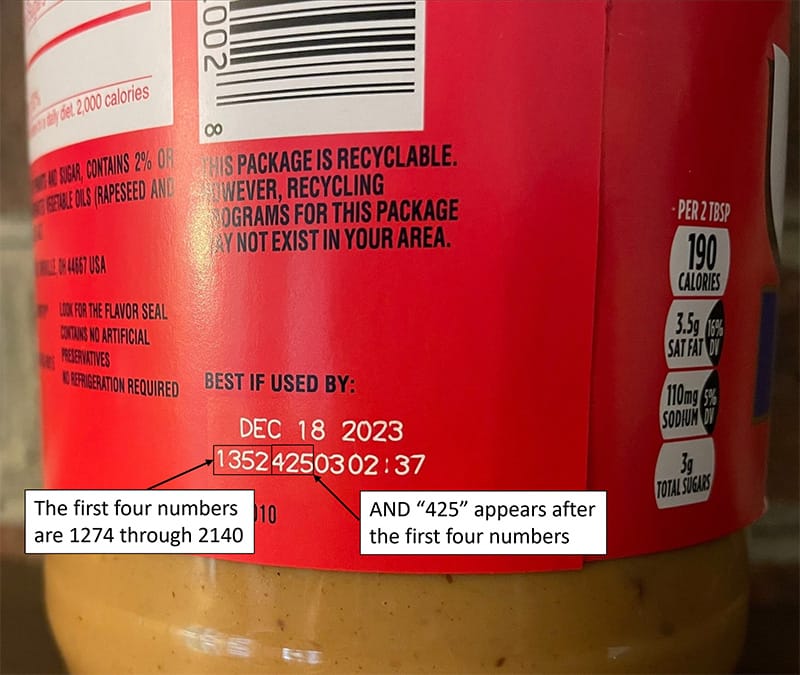 a daily diet. 2,000 calories
1002
8
AND SUGAR, CONTAINS 2% OR
VEGETABLE OILS (RAPESEED AND
OH 44667 USA
LOOK FOR THE FLAVOR SEAL
CONTAINS NO ARTIFICIAL
PRESERVATIVES
NO REFRIGERATION REQUIRED
THIS PACKAGE IS RECYCLABLE.
HOWEVER, RECYCLING
PROGRAMS FOR THIS PACKAGE
MAY NOT EXIST IN YOUR AREA.
BEST IF USED BY:
DEC 18 2023
1352425030 2:37
The first four numbers
are 1274 through 2140
010
AND “425” appears after
the first four numbers
PER 2 TBSP
190
CALORIES
3.5g 16%
SAT FAT DV
110mg 5%
SODIUM DV
3g
TOTAL SUGARS